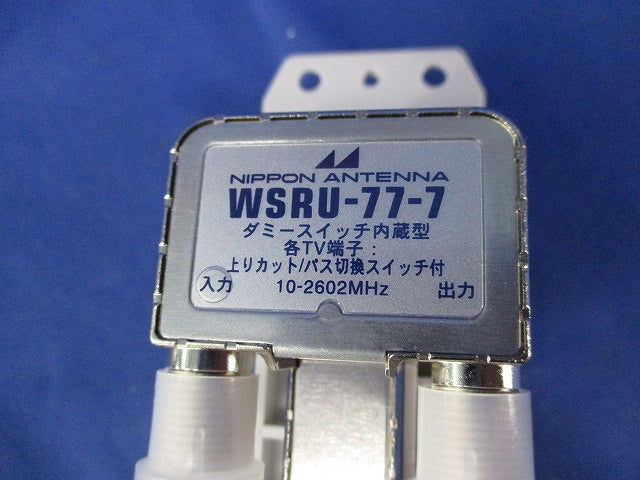 NIPPON ANTENNA
WSRU-77-7
ダミースイッチ内蔵型
各TV端子:
上りカット/パス切換スイッチ付
入力 10-2602MHz 出力